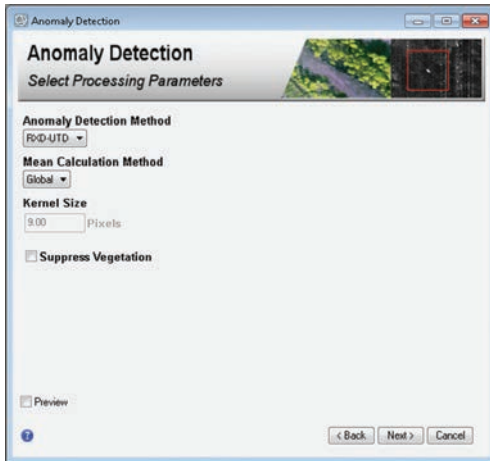 Anomaly Detection
Anomaly Detection
Select Processing Parameters
Anomaly Detection Method
RXD-UTD
Mean Calculation Method
Global
Kernel Size
9.00 Pixels
Suppress Vegetation
Preview
< Back Next > Cancel